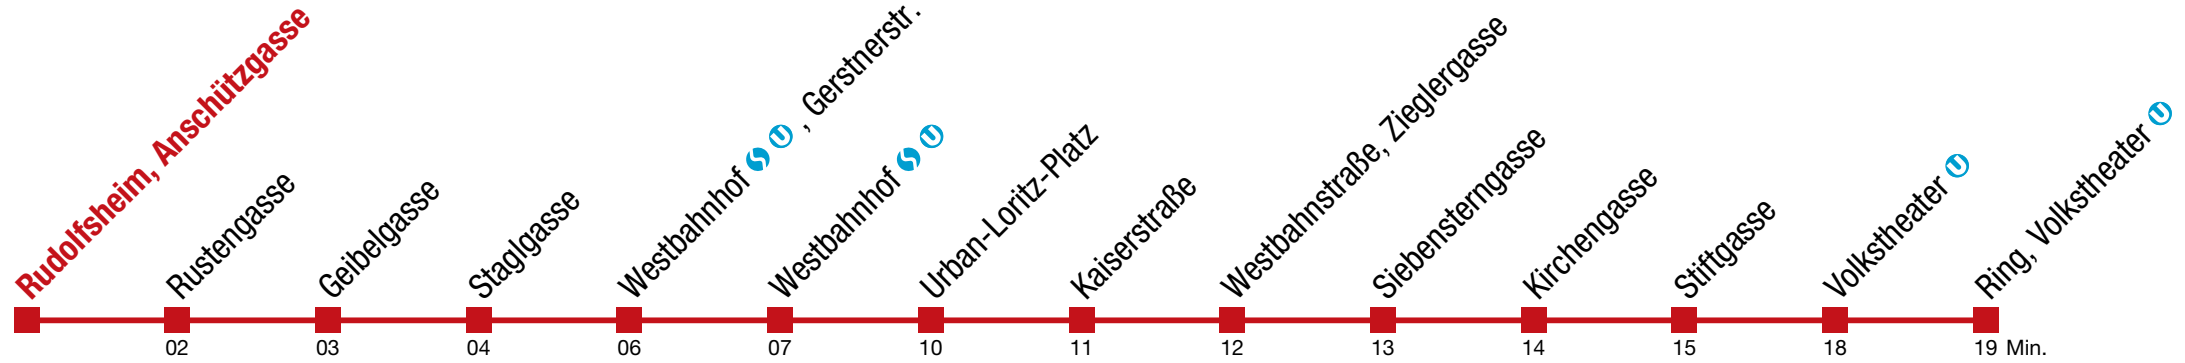 Rudolfsheim, Anschützgasse
Rustengasse
Geibelgasse
Staglgasse
Westbahnhof S U , Gerstnerstr.
Westbahnhof S U
Urban-Loritz-Platz
Kaiserstraße
Westbahnstraße, Zieglergasse
Siebensterngasse
Kirchengasse
Stiftgasse
Volkstheater U
Ring, Volkstheater U
02 03 04 06 07 10 11 12 13 14 15 18 19 Min.